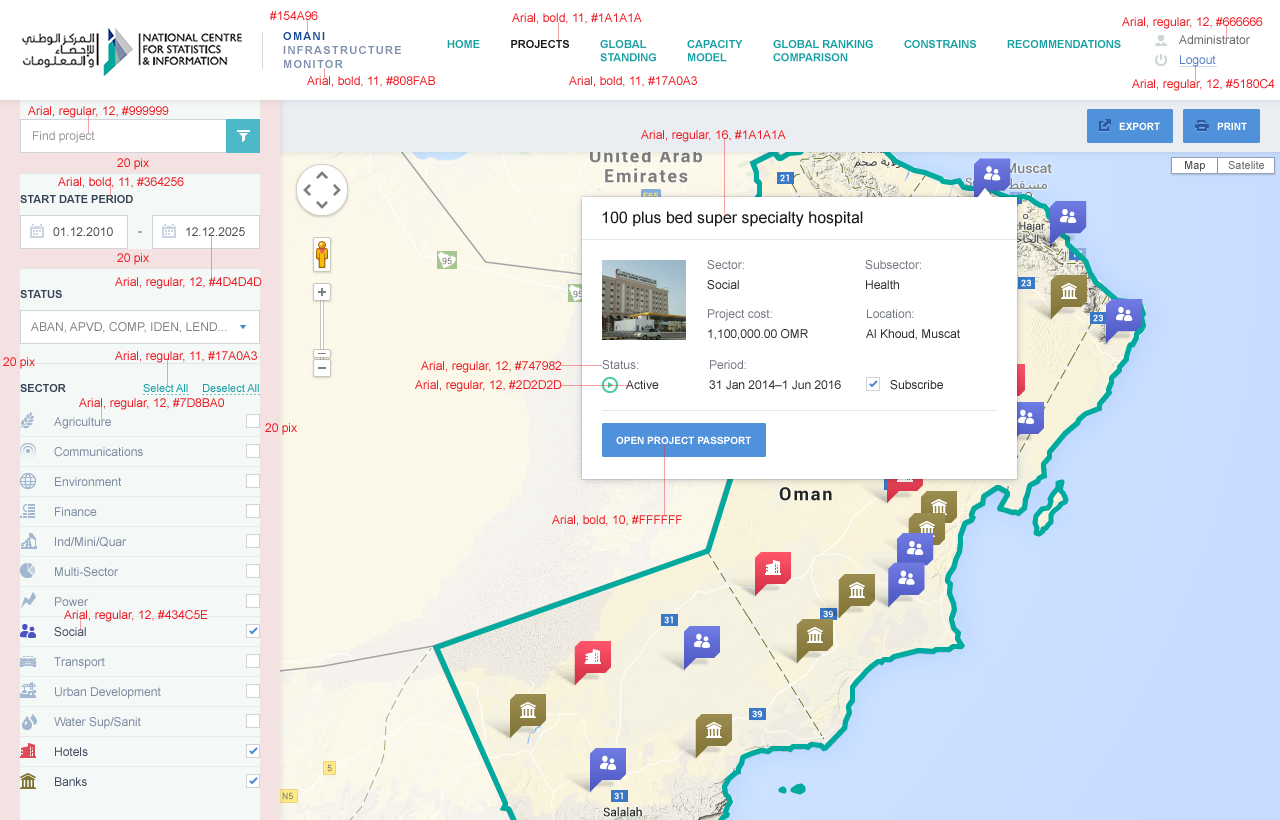 #154A96
Arial, bold, 11, #1A1A1A
Arial, regular, 12, #666666
المركز الوطني
للإحصاء
و المعلومات
NATIONAL CENTRE
FOR STATISTICS
& INFORMATION
OMANI
INFRASTRUCTURE
MONITOR
HOME
PROJECTS
GLOBAL
STANDING
CAPACITY
MODEL
GLOBAL RANKING
COMPARISON
CONSTRAINS
RECOMMENDATIONS
Administrator
Logout
Arial, bold, 11, #808FAB
Arial, bold, 11, #17A0A3
Arial, regular, 12, #5180C4
Arial, regular, 12, #999999
Find project
20 pix
Arial, bold, 11, #364256
START DATE PERIOD
01.12.2010
-
12.12.2025
20 pix
Arial, regular, 12, #4D4D4D
STATUS
ABAN, APVD, COMP, IDEN, LEND...
20 pix
Arial, regular, 11, #17A0A3
SECTOR
Select All
Deselect All
Arial, regular, 12, #7D8BA0
20 pix
Agriculture
Communications
Environment
Finance
Ind/Mini/Quar
Multi-Sector
Power
Arial, regular, 12, #434C5E
Social
Transport
Urban Development
Water Sup/Sanit
Hotels
Banks
EXPORT
PRINT
Arial, regular, 16, #1A1A1A
Map
Satelite
United Arab
Emirates
E65
21
Muscat
مسقط
صحم
Hajar
95
95
23
23
100 plus bed super specialty hospital
Sector:
Social
Subsector:
Health
Project cost:
1,100,000.00 OMR
Location:
Al Khoud, Muscat
Arial, regular, 12, #747982
Status:
Period:
Arial, regular, 12, #2D2D2D
Active
31 Jan 2014–1 Jun 2016
Subscribe
OPEN PROJECT PASSPORT
Arial, bold, 10, #FFFFFF
Oman
31
39
39
5
N5
31
Salalah